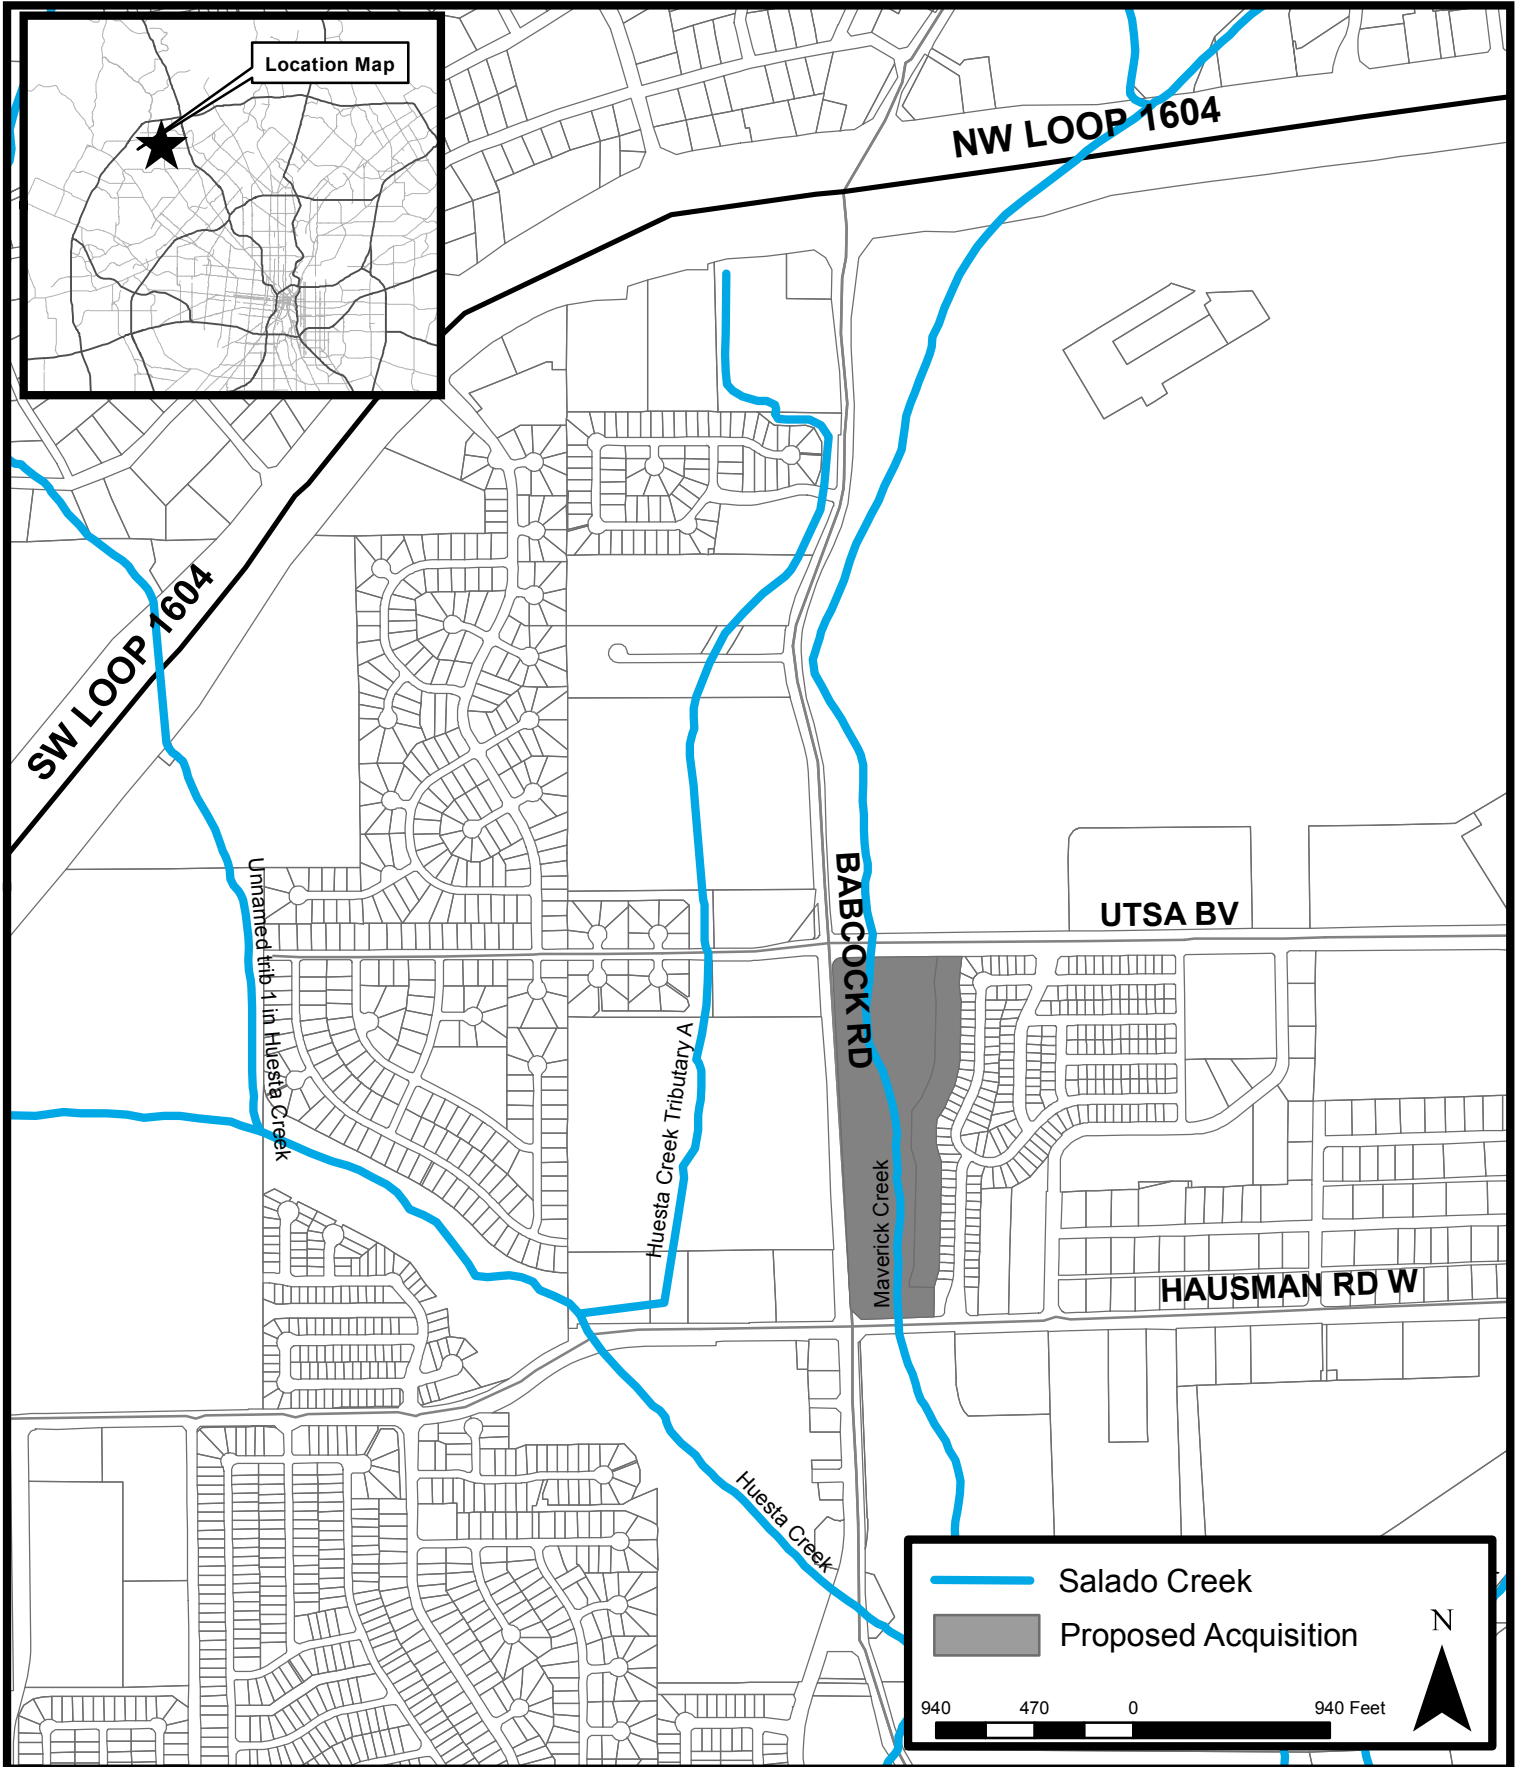 Location Map
NW LOOP 1604
SW LOOP 1604
BABCOCK RD
UTSA BV
Unnamed trib 1 in Huesta Creek
Huesta Creek Tributary A
Maverick Creek
HAUSMAN RD W
Huesta Creek
Salado Creek
Proposed Acquisition
N
940 470 0 940 Feet